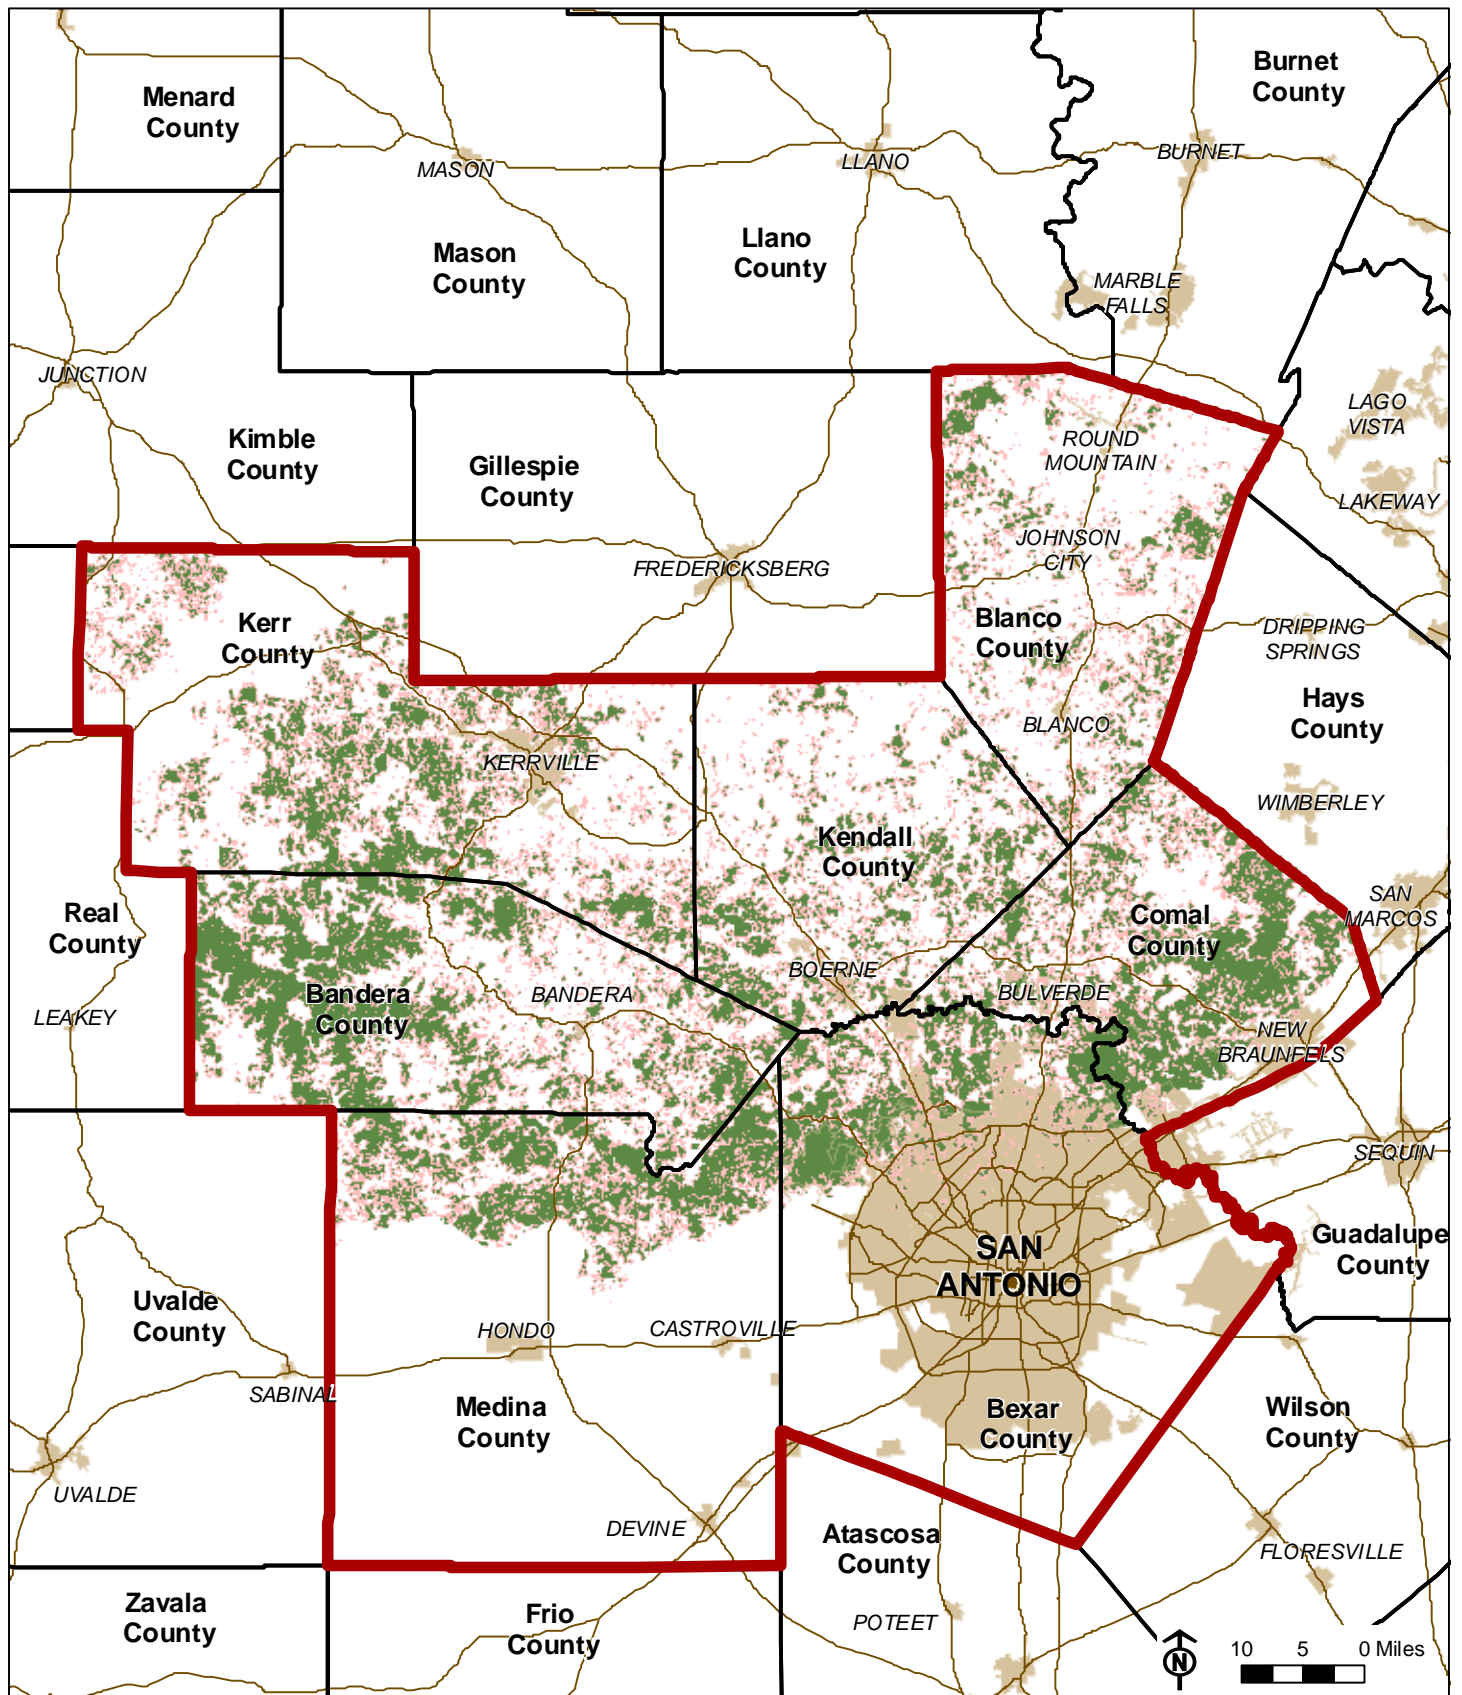 Burnet
County
Menard
County
MASON
LLANO
BURNET
Mason
County
Llano
County
MARBLE
FALLS
JUNCTION
LAGO
VISTA
Kimble
County
Gillespie
County
ROUND
MOUNTAIN
LAKEWAY
JOHNSON
CITY
FREDERICKSBERG
Kerr
County
Blanco
County
DRIPPING
SPRINGS
Hays
County
BLANCO
KERRVILLE
WIMBERLEY
Kendall
County
Real
County
Comal
County
SAN
MARCOS
BOERNE
Bandera
County
BANDERA
BULVERDE
LEAKEY
NEW
BRAUNFELS
SEQUIN
SAN
ANTONIO
Guadalupe
County
Uvalde
County
HONDO
CASTROVILLE
SABINAL
Medina
County
Bexar
County
Wilson
County
UVALDE
DEVINE
Atascosa
County
FLORESVILLE
Zavala
County
Frio
County
POTEET
N
10 5 0 Miles